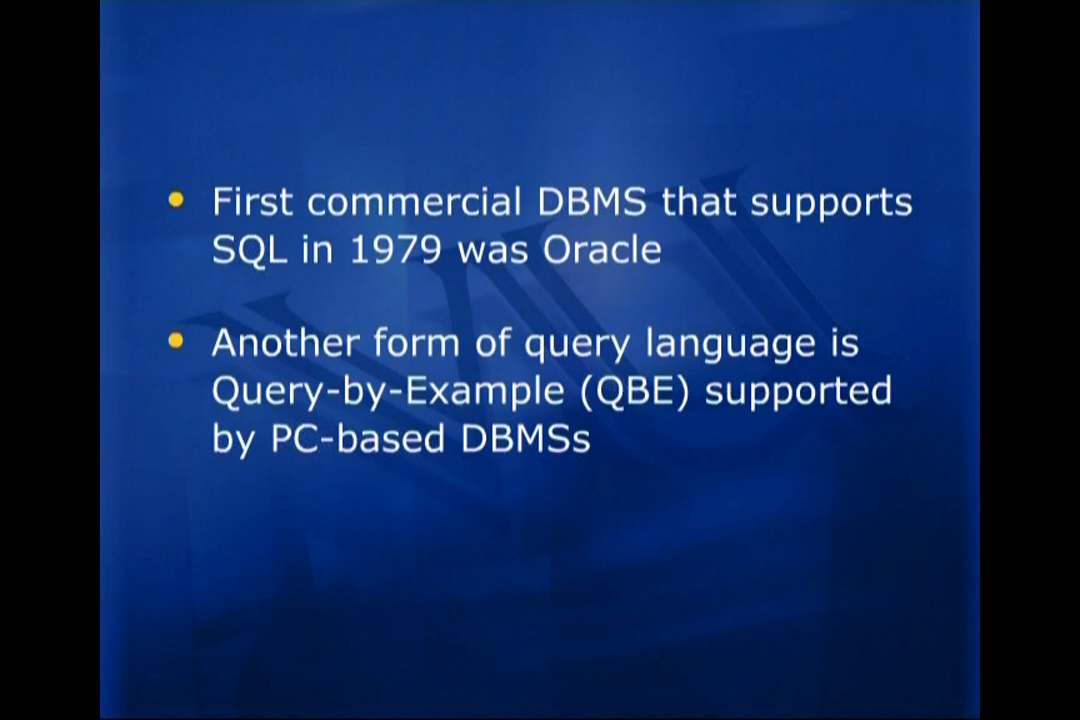 • First commercial DBMS that supports
SQL in 1979 was Oracle
• Another form of query language is
Query-by-Example (QBE) supported
by PC-based DBMSs
VU